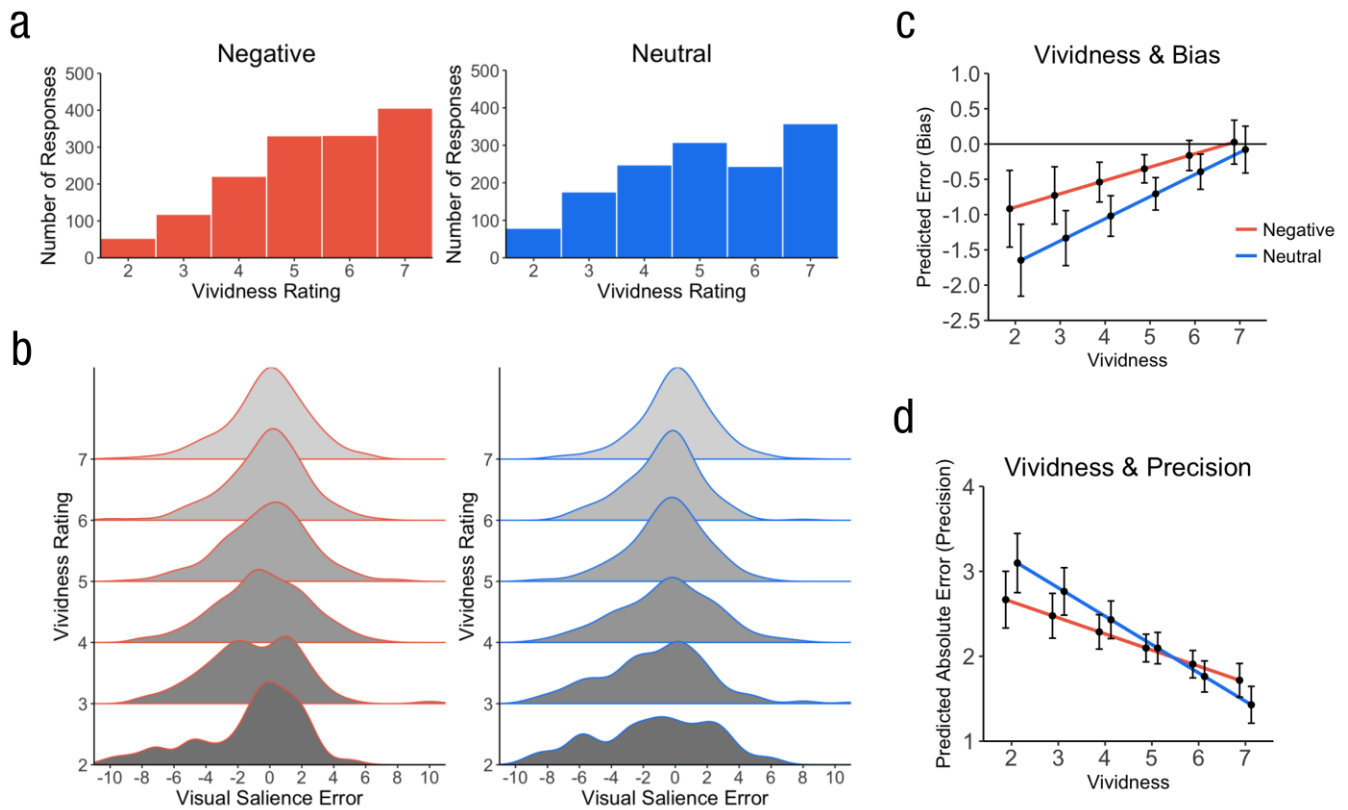 a
Negative
Number of Responses
500
400
300
200
100
0
2 3 4 5 6 7
Vividness Rating
Neutral
Number of Responses
500
400
300
200
100
0
2 3 4 5 6 7
Vividness Rating
b
Vividness Rating
7
6
5
4
3
2
-10 -8 -6 -4 -2 0 2 4 6 8 10
Visual Salience Error
Vividness Rating
7
6
5
4
3
2
-10 -8 -6 -4 -2 0 2 4 6 8 10
Visual Salience Error
c
Vividness & Bias
Predicted Error (Bias)
1.0
0.5
0.0
-0.5
-1.0
-1.5
-2.0
-2.5
2 3 4 5 6 7
Vividness
Negative
Neutral
d
Vividness & Precision
Predicted Absolute Error (Precision)
4
3
2
1
2 3 4 5 6 7
Vividness